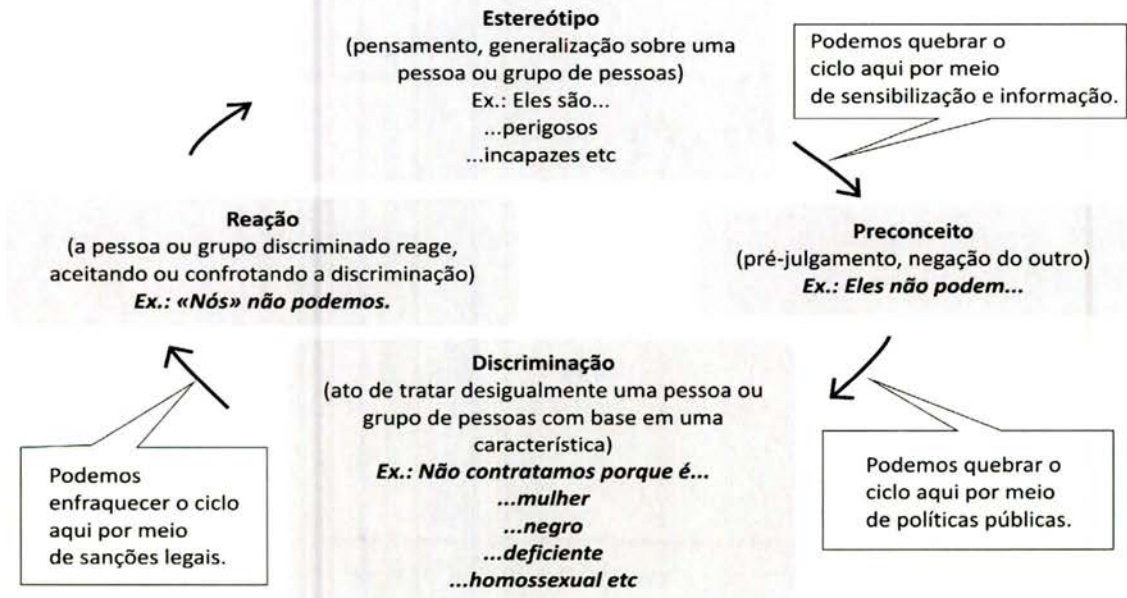 Estereótipo
(pensamento, generalização sobre uma
pessoa ou grupo de pessoas)
Ex.: Eles são...
...perigosos
...incapazes etc
Podemos quebrar o
ciclo aqui por meio
de sensibilização e informação.
Preconceito
(pré-julgamento, negação do outro)
Ex.: Eles não podem...
Podemos quebrar o
ciclo aqui por meio
de políticas públicas.
Discriminação
(ato de tratar desigualmente uma pessoa ou
grupo de pessoas com base em uma
característica)
Ex.: Não contratamos porque é...
...mulher
...negro
...deficiente
...homossexual etc
Podemos
enfraquecer o ciclo
aqui por meio
de sanções legais.
Reação
(a pessoa ou grupo discriminado reage,
aceitando ou confrotando a discriminação)
Ex.: «Nós» não podemos.